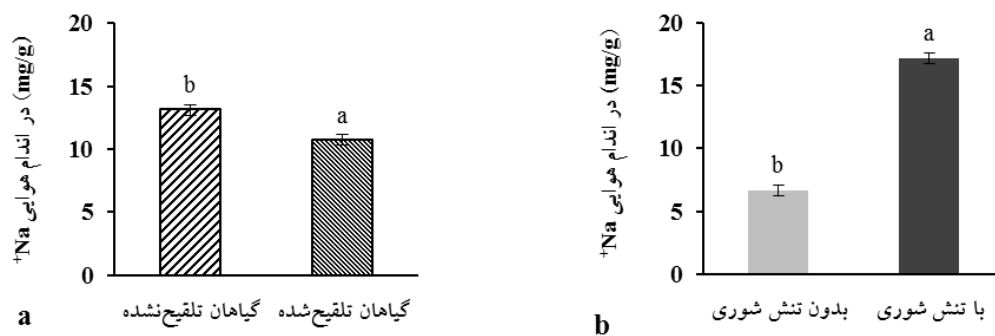 20
15
10
5
0
Na⁺ در اندام هوایی (mg/g)
b
a
گیاهان تلقیح‌نشده
گیاهان تلقیح‌شده
a
20
15
10
5
0
Na⁺ در اندام هوایی (mg/g)
b
a
بدون تنش شوری
با تنش شوری
b